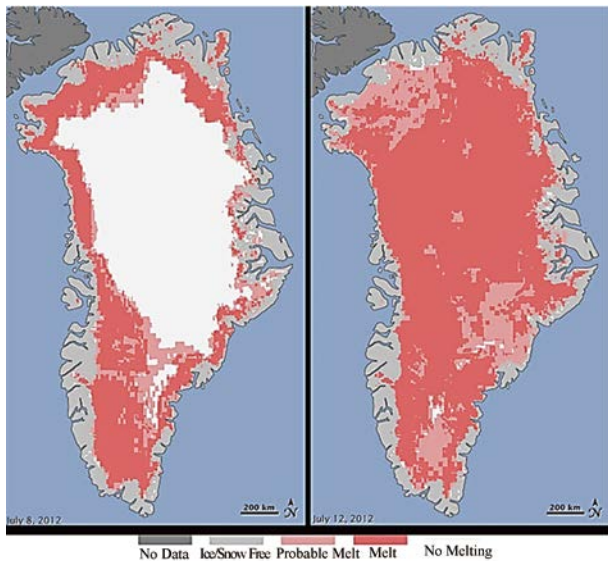 July 8, 2012
200 km
N
July 12, 2012
200 km
N
No Data
Ice/Snow Free
Probable Melt
Melt
No Melting